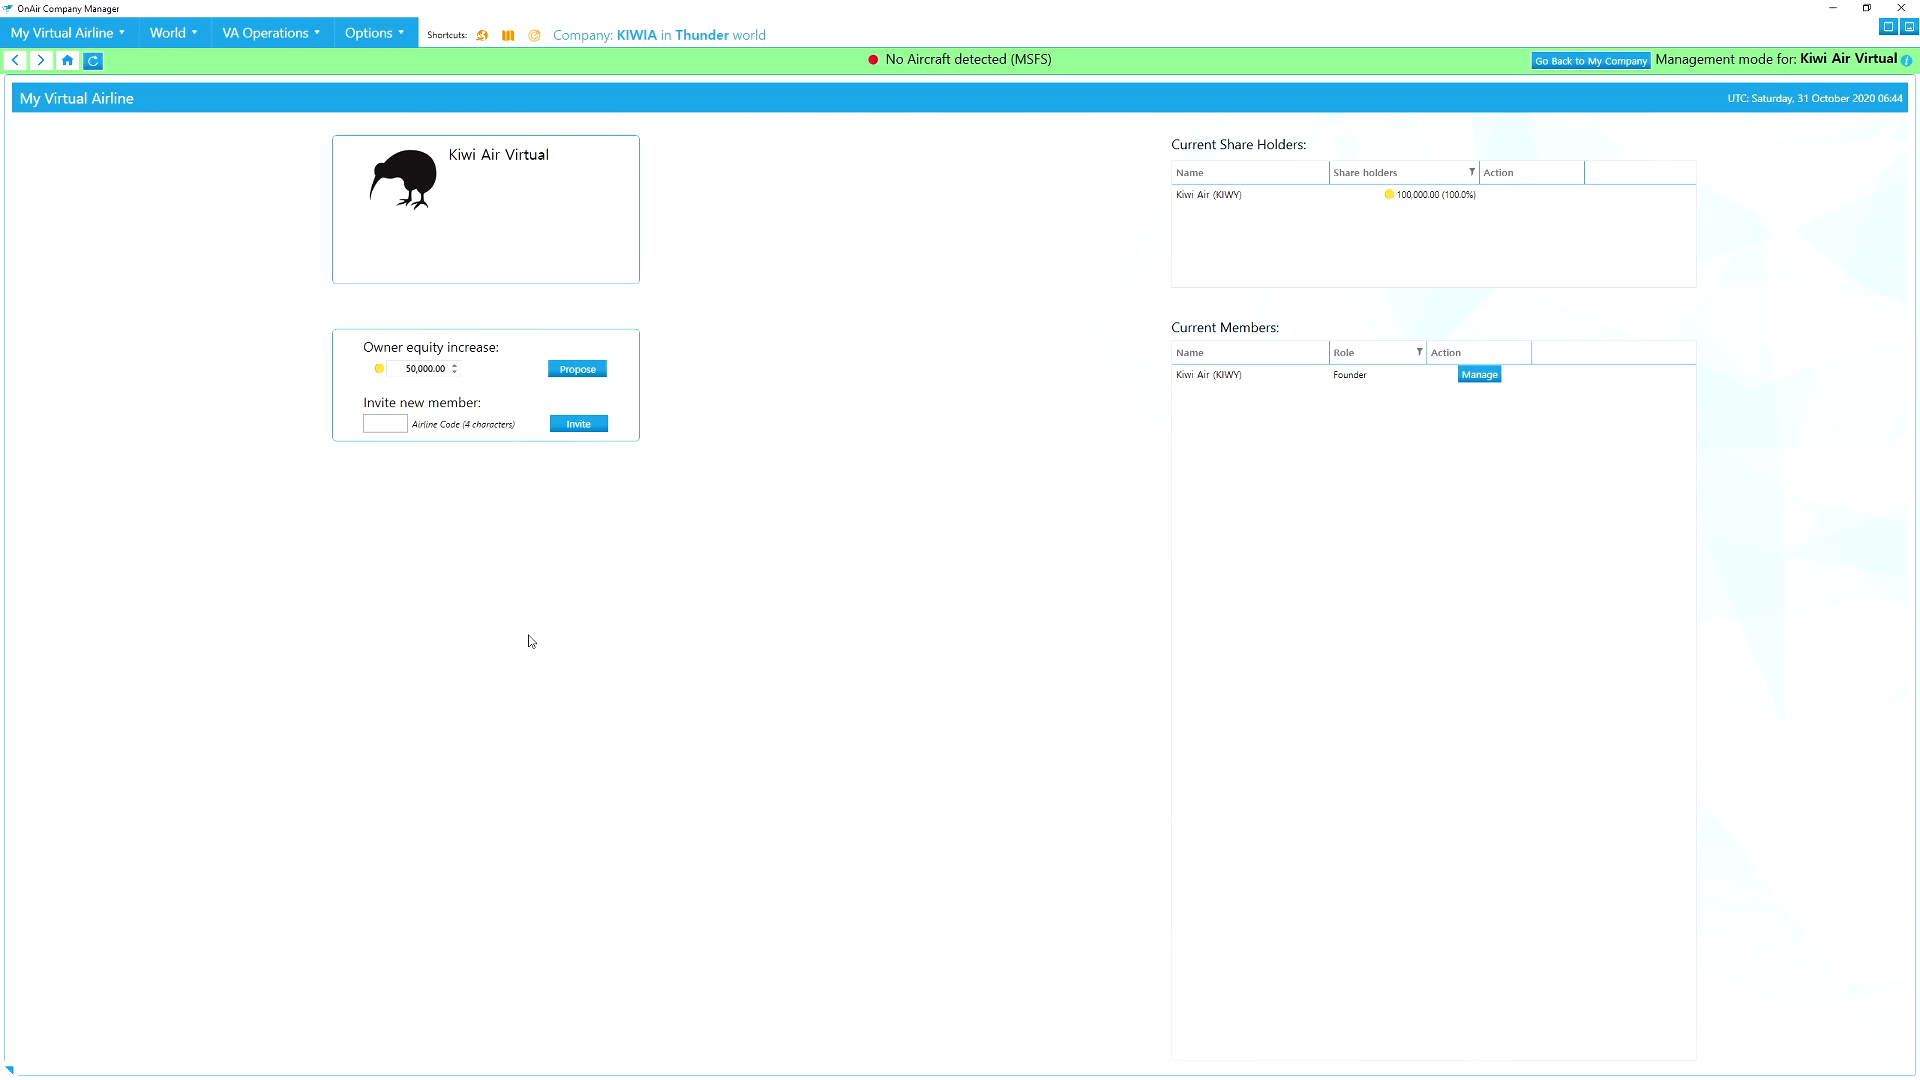 OnAir Company Manager
My Virtual Airline World VA Operations Options Shortcuts: Company: KIWIA in Thunder world
No Aircraft detected (MSFS) Go Back to My Company Management mode for: Kiwi Air Virtual
My Virtual Airline UTC: Saturday, 31 October 2020 06:44
Kiwi Air Virtual
Owner equity increase:
50,000.00 Propose
Invite new member:
Airline Code (4 characters) Invite
Current Share Holders:
Name Share holders Action
Kiwi Air (KIWY) 100,000.00 (100.0%)
Current Members:
Name Role Action
Kiwi Air (KIWY) Founder Manage